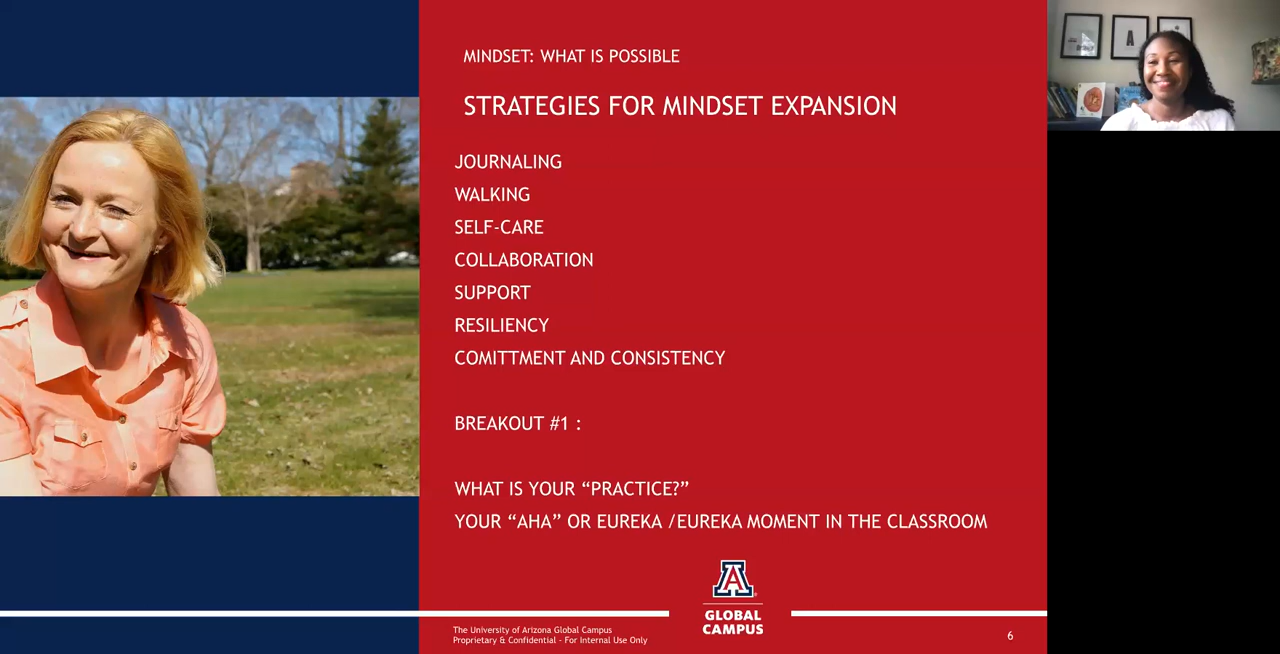 MINDSET: WHAT IS POSSIBLE
STRATEGIES FOR MINDSET EXPANSION
JOURNALING
WALKING
SELF-CARE
COLLABORATION
SUPPORT
RESILIENCY
COMITTMENT AND CONSISTENCY
BREAKOUT #1 :
WHAT IS YOUR “PRACTICE?”
YOUR “AHA” OR EUREKA /EUREKA MOMENT IN THE CLASSROOM
A
GLOBAL
CAMPUS
The University of Arizona Global Campus
Proprietary & Confidential - For Internal Use Only
6
A